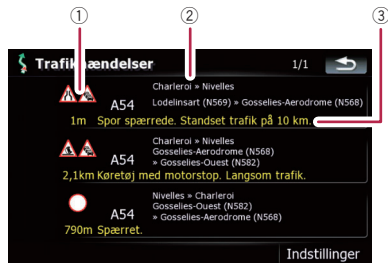 ① ② ③
Trafikhændelser 1/1
Charleroi » Nivelles
A54
Lodelinsart (N569) » Gosselies-Aerodrome (N568)
1m Spor spærrede. Standset trafik på 10 km.
Charleroi » Nivelles
A54 Gosselies-Aerodrome (N568)
» Gosselies-Ouest (N582)
2,1km Køretøj med motorstop. Langsom trafik.
Nivelles » Charleroi
A54 Gosselies-Ouest (N582)
» Gosselies-Aerodrome (N568)
790m Spærret.
Indstillinger